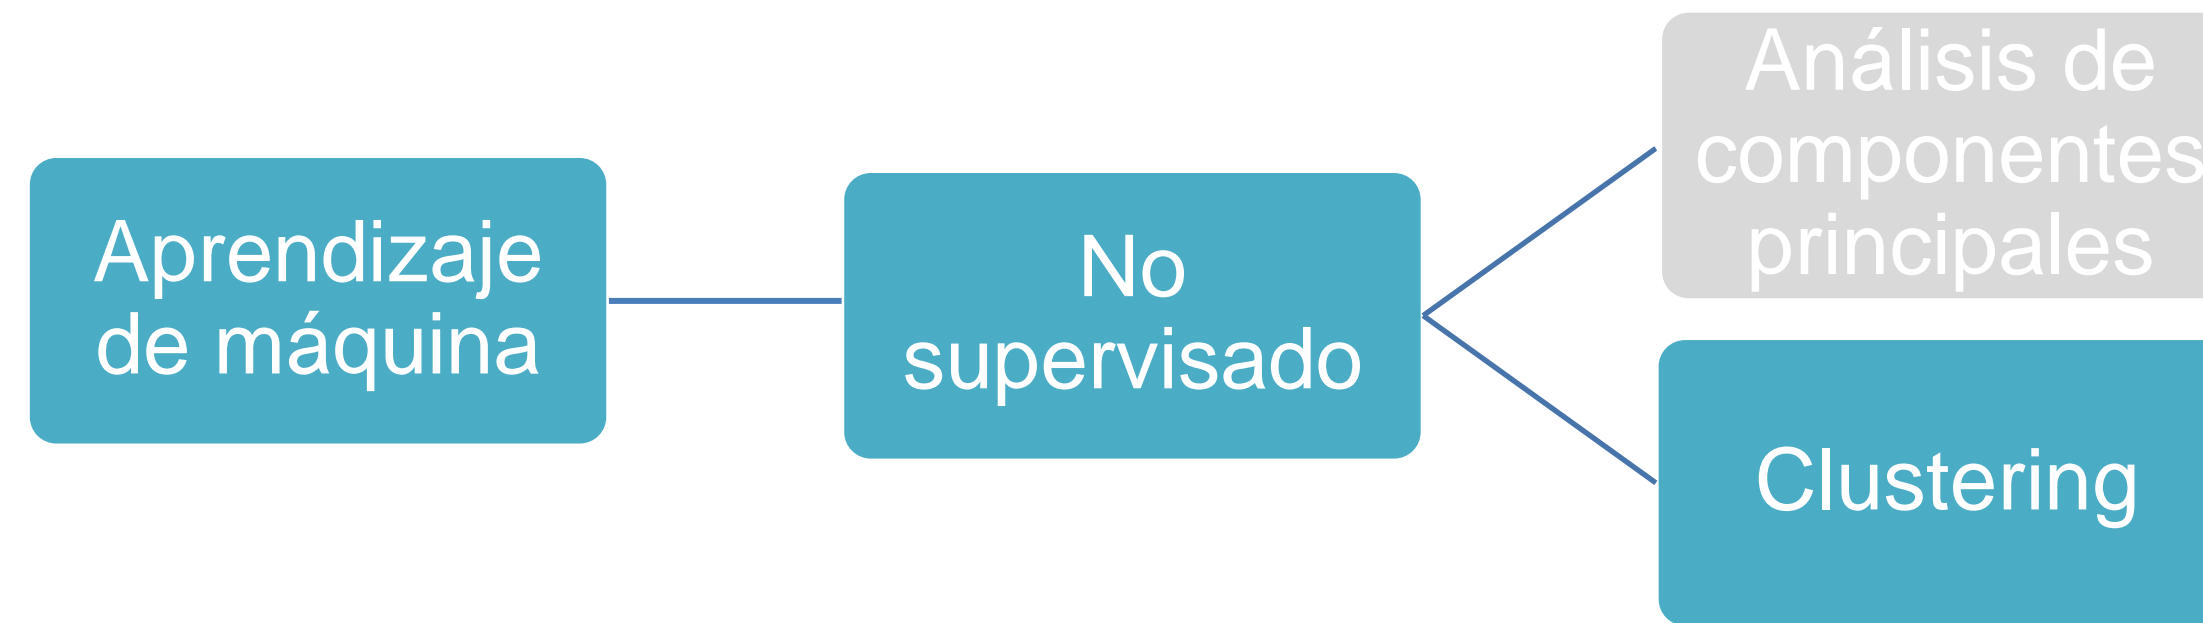 Aprendizaje
de máquina
No
supervisado
Análisis de
componentes
principales
Clustering